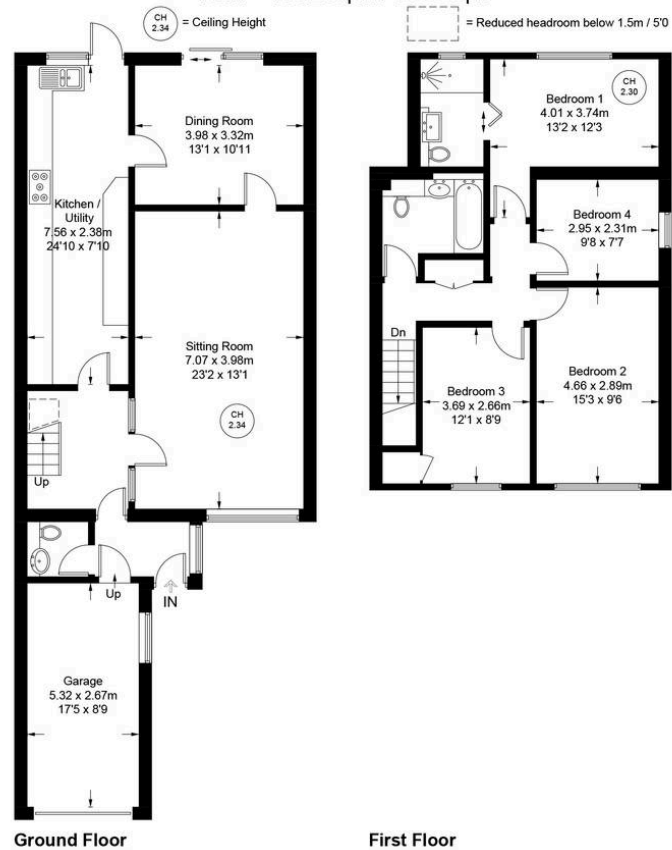 CH
2.34
= Ceiling Height
= Reduced headroom below 1.5m / 5'0
Dining Room
3.98 x 3.32m
13'1 x 10'11
Kitchen /
Utility
7.56 x 2.38m
24'10 x 7'10
Sitting Room
7.07 x 3.98m
23'2 x 13'1
CH
2.34
Up
Up
IN
Garage
5.32 x 2.67m
17'5 x 8'9
Ground Floor
CH
2.30
Bedroom 1
4.01 x 3.74m
13'2 x 12'3
Bedroom 4
2.95 x 2.31m
9'8 x 7'7
Dn
Bedroom 2
4.66 x 2.89m
15'3 x 9'6
Bedroom 3
3.69 x 2.66m
12'1 x 8'9
First Floor